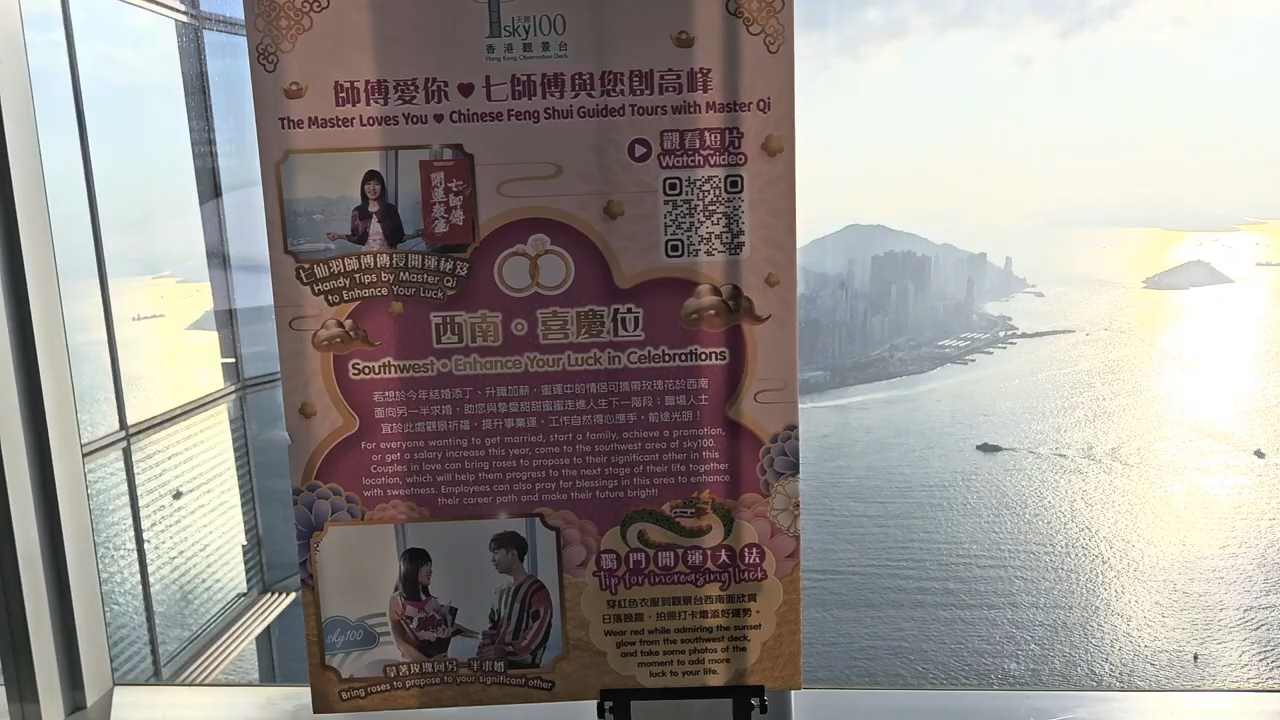 天際
sky100
香港觀景台
Hong Kong Observation Deck
師傅愛你♥七師傅與您創高峰
The Master Loves You ♥ Chinese Feng Shui Guided Tours with Master Qi
觀看短片
Watch video
七師傅
開運教室
七仙羽師傅傳授開運秘笈
Handy Tips by Master Qi
to Enhance Your Luck
西南•喜慶位
Southwest • Enhance Your Luck in Celebrations
若想於今年結婚添丁、升職加薪，蜜運中的情侶可攜帶玫瑰花於西南
面向另一半求婚，助您與摯愛甜甜蜜蜜走進人生下一階段；職場人士
宜於此處觀景祈福，提升事業運，工作自然得心應手，前途光明！
For everyone wanting to get married, start a family, achieve a promotion,
or get a salary increase this year, come to the southwest area of sky100.
Couples in love can bring roses to propose to their significant other in this
location, which will help them progress to the next stage of their life together
with sweetness. Employees can also pray for blessings in this area to enhance
their career path and make their future bright!
sky100
拿著玫瑰向另一半求婚
Bring roses to propose to your significant other
獨門開運大法
Tip for increasing luck
穿紅色衣服到觀景台西南面欣賞
日落晚霞，拍照打卡增添好運勢。
Wear red while admiring the sunset
glow from the southwest deck,
and take some photos of the
moment to add more
luck to your life.